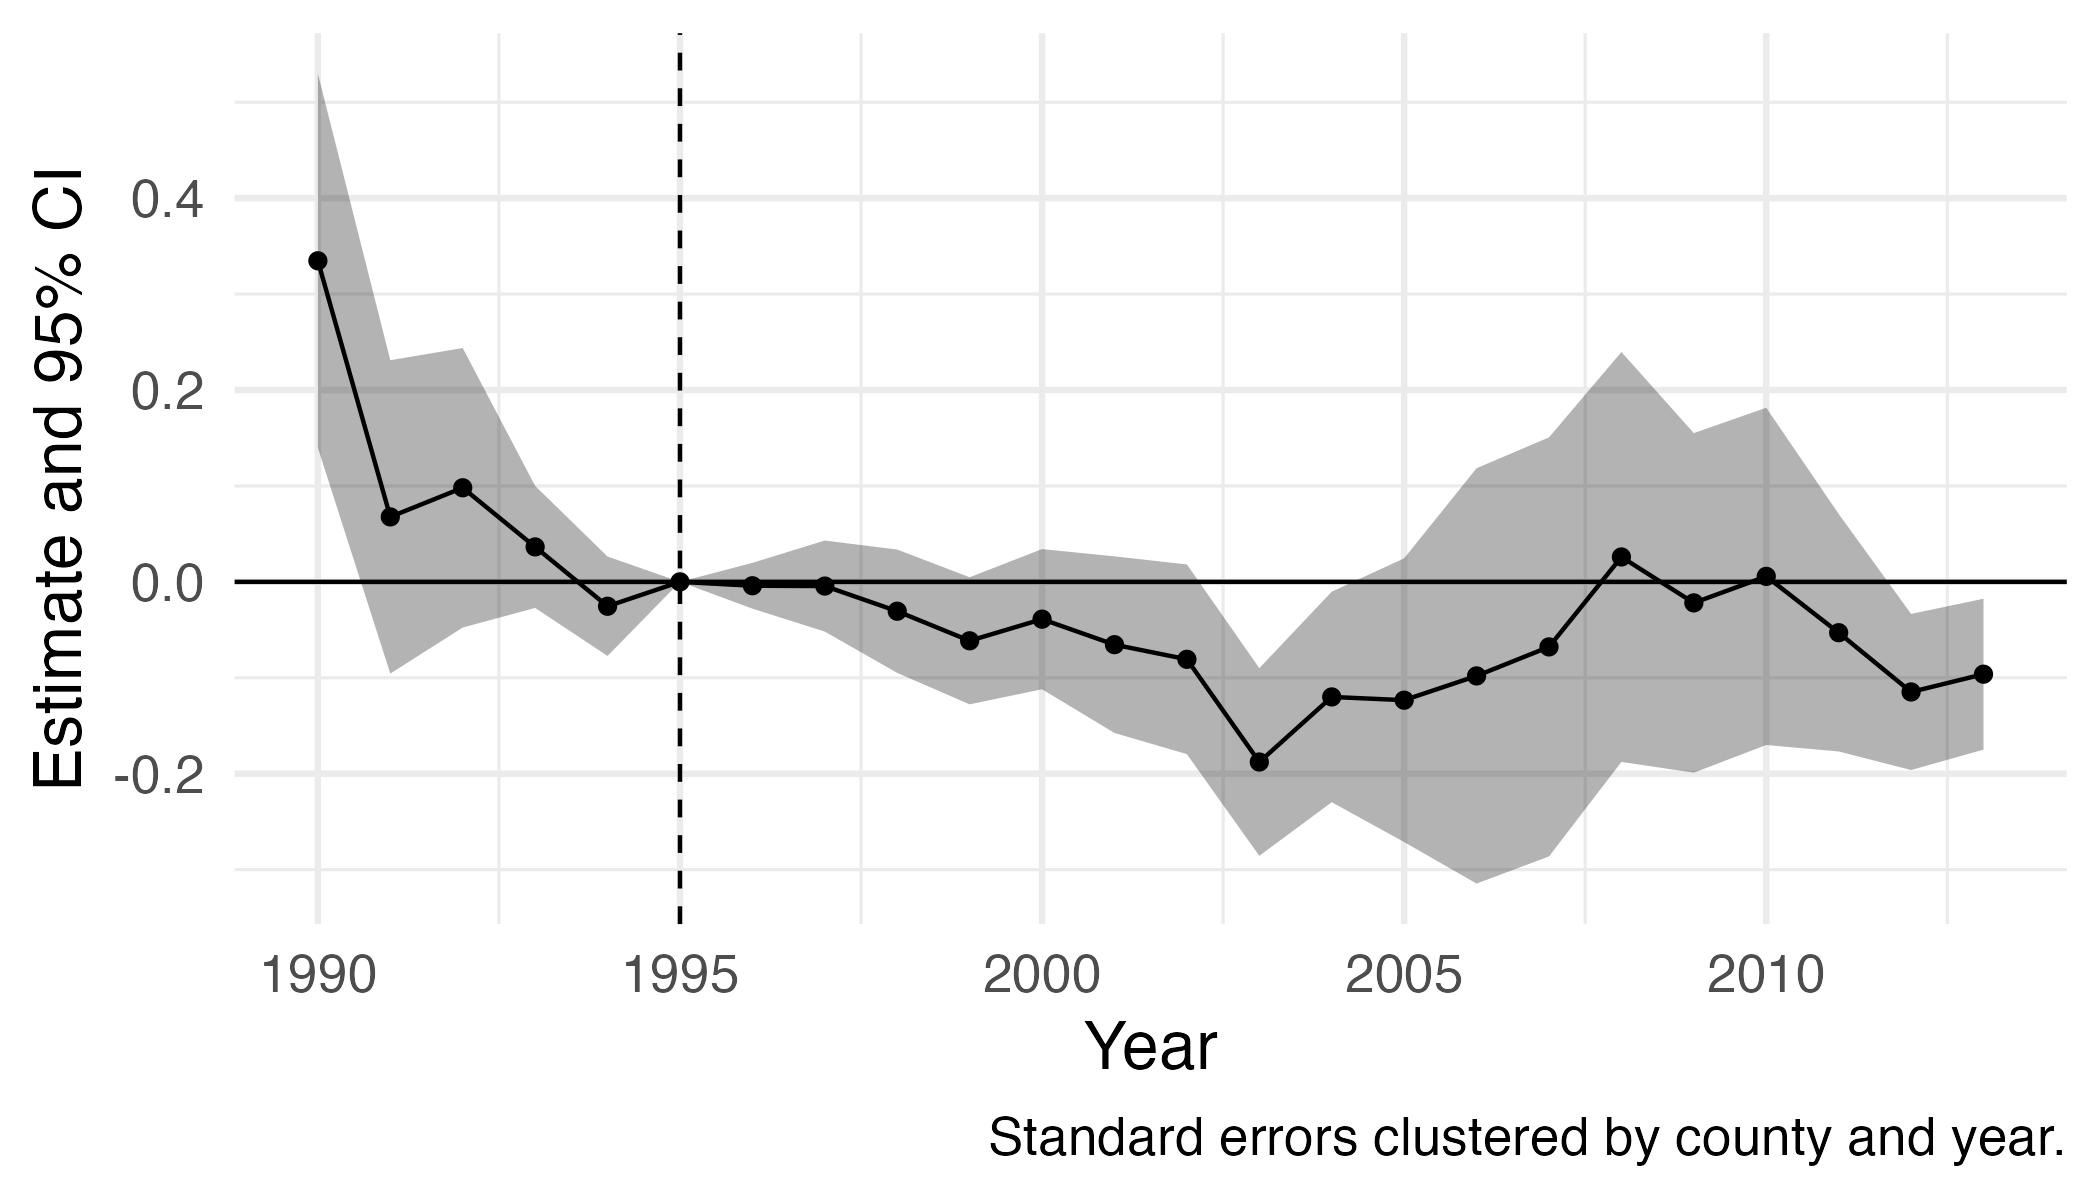 Estimate and 95% CI
0.4
0.2
0.0
-0.2
1990 1995 2000 2005 2010
Year
Standard errors clustered by county and year.